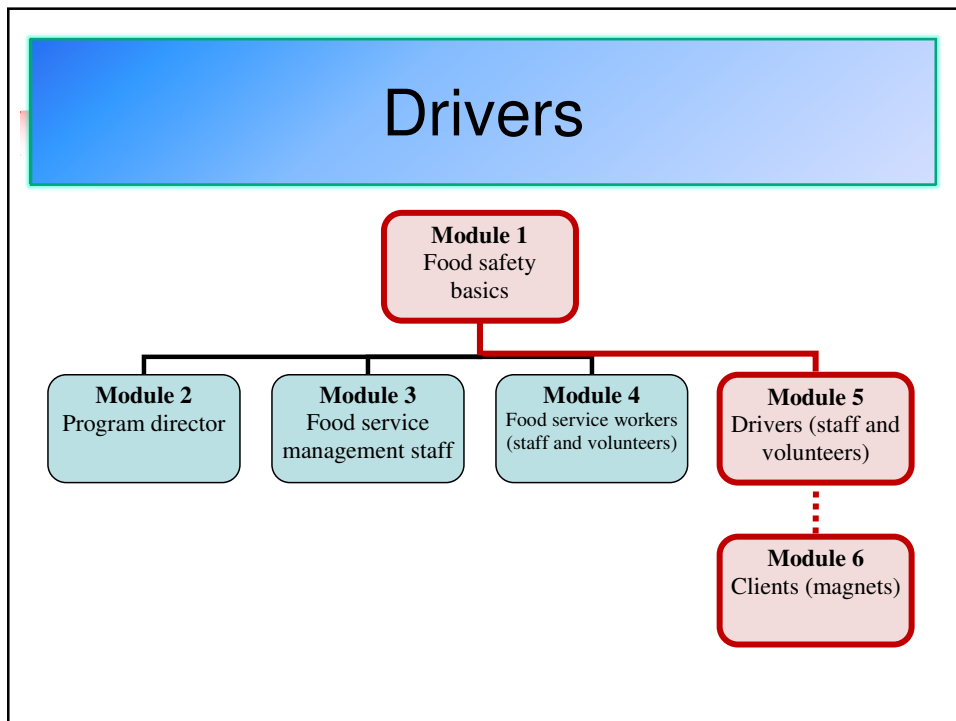 Drivers
Module 1
Food safety
basics
Module 2
Program director
Module 3
Food service
management staff
Module 4
Food service workers
(staff and volunteers)
Module 5
Drivers (staff and
volunteers)
Module 6
Clients (magnets)